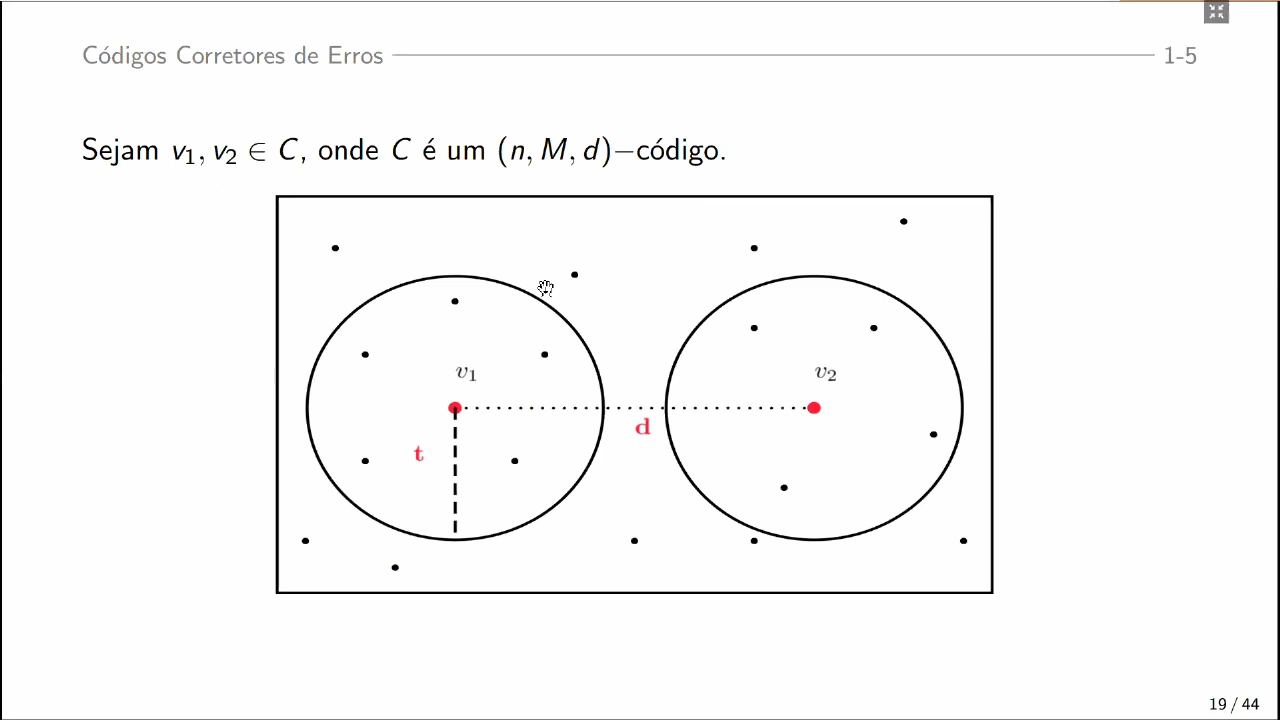 Códigos Corretores de Erros 1-5
Sejam v₁, v₂ ∈ C, onde C é um (n, M, d)−código.
v₁
v₂
d
t
19 / 44